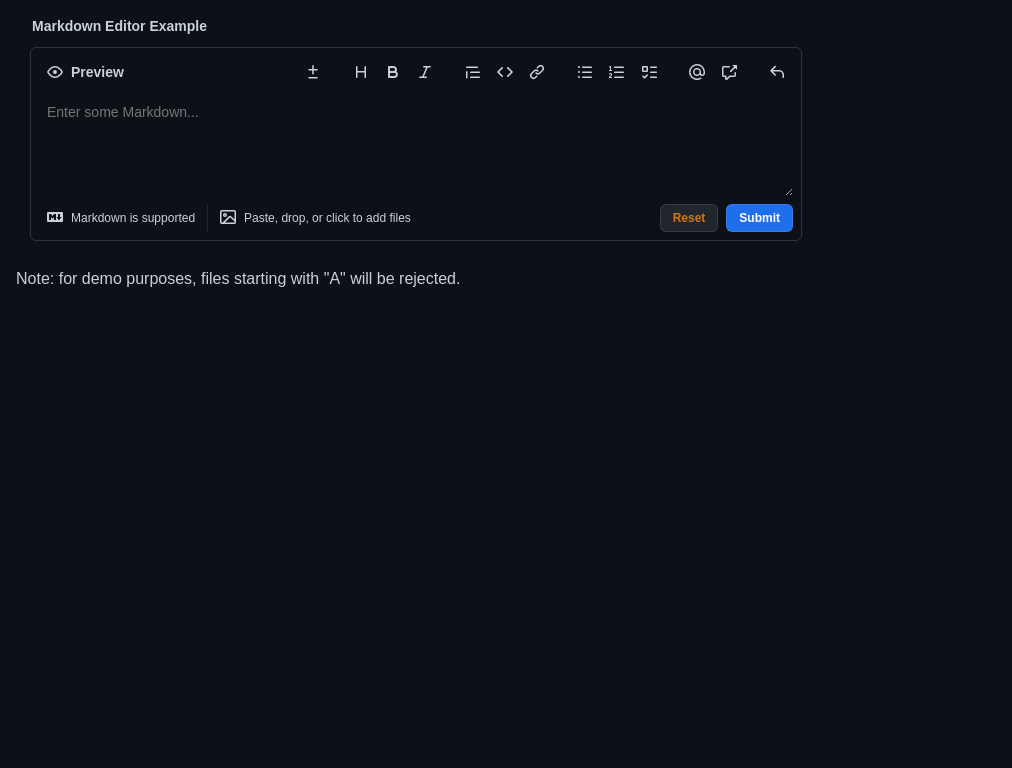 Markdown Editor Example
Preview
Enter some Markdown...
Markdown is supported
Paste, drop, or click to add files
Reset
Submit
Note: for demo purposes, files starting with "A" will be rejected.